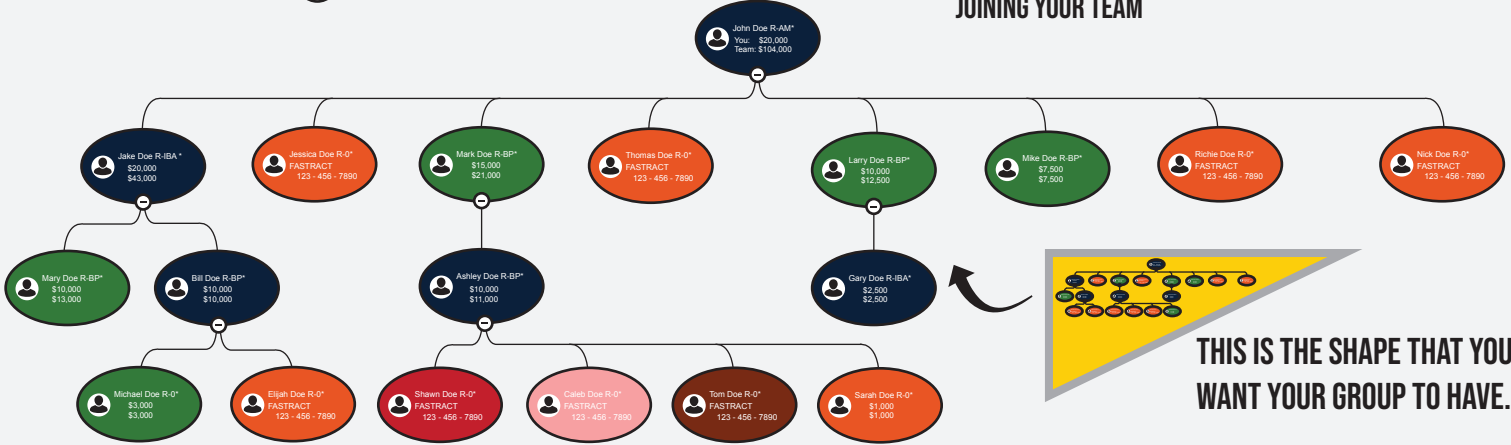 JOINING YOUR TEAM
John Doe R-AM*
You: $20,000
Team: $104,000
Jake Doe R-IBA *
$20,000
$43,000
Jessica Doe R-0*
FASTRACT
123 - 456 - 7890
Mark Doe R-BP*
$15,000
$21,000
Thomas Doe R-0*
FASTRACT
123 - 456 - 7890
Larry Doe R-BP*
$10,000
$12,500
Mike Doe R-BP*
$7,500
$7,500
Richie Doe R-0*
FASTRACT
123 - 456 - 7890
Nick Doe R-0*
FASTRACT
123 - 456 - 7890
Mary Doe R-BP*
$10,000
$13,000
Bill Doe R-BP*
$10,000
$10,000
Ashley Doe R-BP*
$10,000
$11,000
Gary Doe R-IBA*
$2,500
$2,500
Michael Doe R-0*
$3,000
$3,000
Elijah Doe R-0*
FASTRACT
123 - 456 - 7890
Shawn Doe R-0*
FASTRACT
123 - 456 - 7890
Caleb Doe R-0*
FASTRACT
123 - 456 - 7890
Tom Doe R-0*
FASTRACT
123 - 456 - 7890
Sarah Doe R-0*
$1,000
$1,000
THIS IS THE SHAPE THAT YOU
WANT YOUR GROUP TO HAVE.